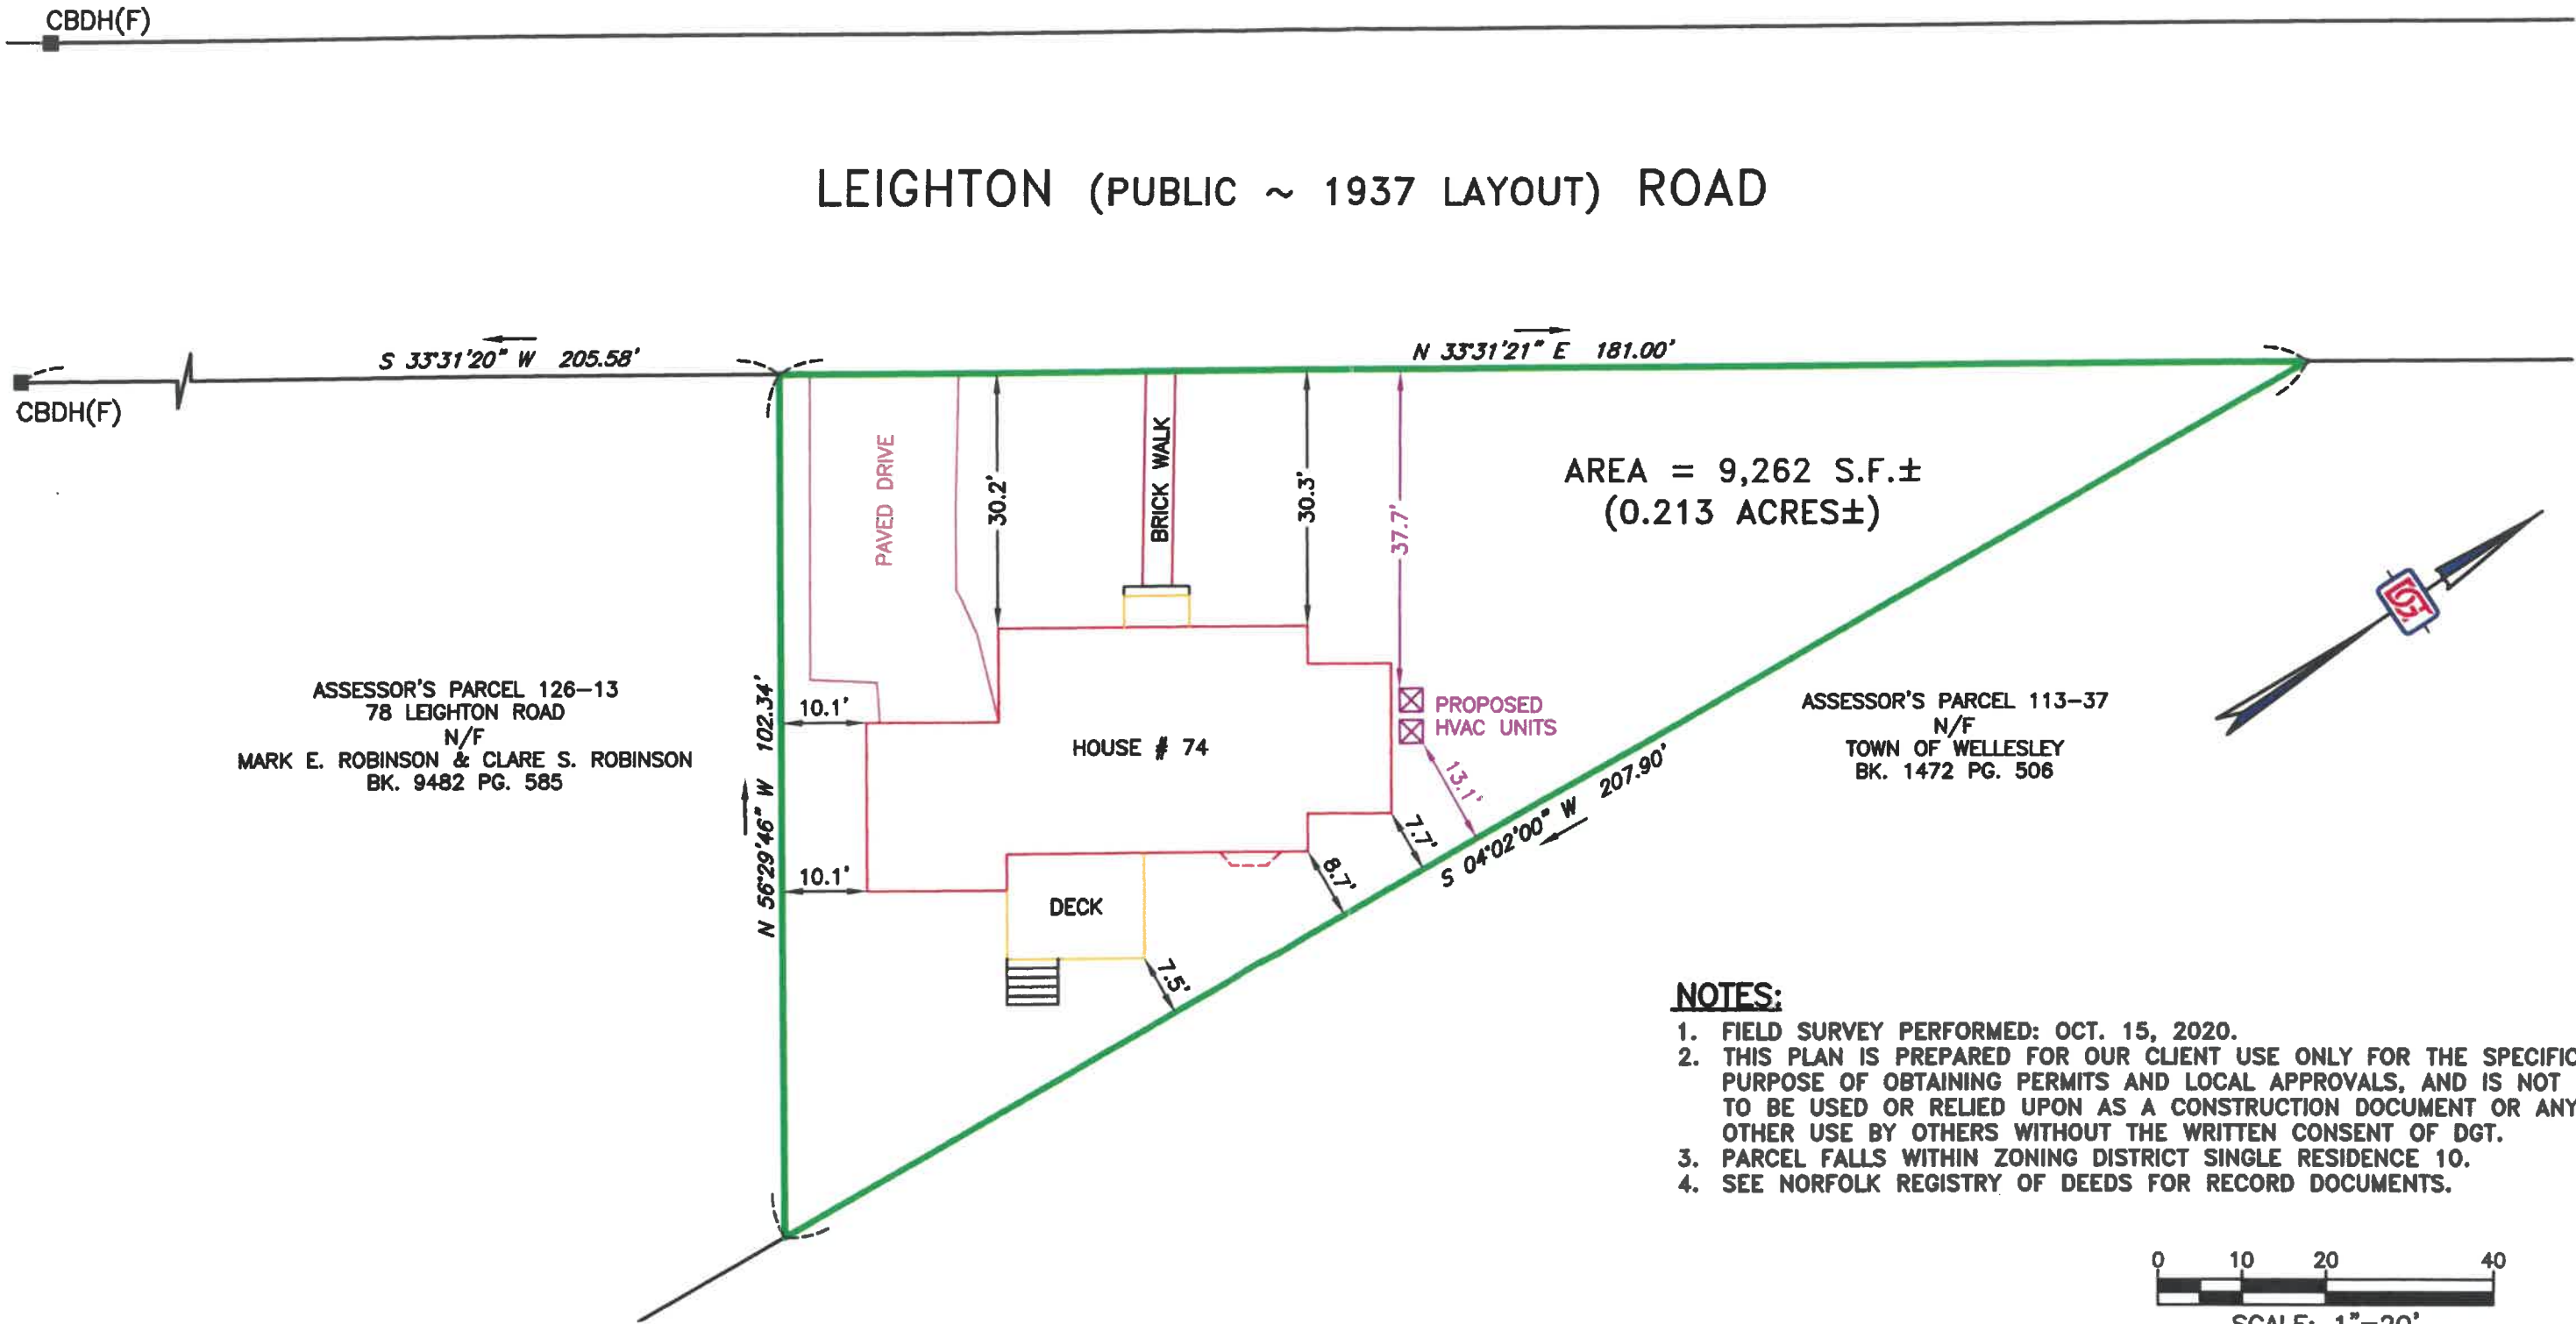 CBDH(F)
LEIGHTON (PUBLIC ~ 1937 LAYOUT) ROAD
S 33°31'20" W 205.58'
N 33°31'21" E 181.00'
CBDH(F)
PAVED DRIVE
30.2'
BRICK WALK
30.3'
37.7'
AREA = 9,262 S.F.±
(0.213 ACRES±)
DGT
ASSESSOR'S PARCEL 126-13
78 LEIGHTON ROAD
N/F
MARK E. ROBINSON & CLARE S. ROBINSON
BK. 9482 PG. 585
N 56°29'46" W 102.34'
10.1'
10.1'
HOUSE # 74
PROPOSED
HVAC UNITS
13.1'
7.7'
8.7'
S 04°02'00" W 207.90'
ASSESSOR'S PARCEL 113-37
N/F
TOWN OF WELLESLEY
BK. 1472 PG. 506
DECK
7.5'
NOTES:
1. FIELD SURVEY PERFORMED: OCT. 15, 2020.
2. THIS PLAN IS PREPARED FOR OUR CLIENT USE ONLY FOR THE SPECIFIC
PURPOSE OF OBTAINING PERMITS AND LOCAL APPROVALS, AND IS NOT
TO BE USED OR RELIED UPON AS A CONSTRUCTION DOCUMENT OR ANY
OTHER USE BY OTHERS WITHOUT THE WRITTEN CONSENT OF DGT.
3. PARCEL FALLS WITHIN ZONING DISTRICT SINGLE RESIDENCE 10.
4. SEE NORFOLK REGISTRY OF DEEDS FOR RECORD DOCUMENTS.
0 10 20 40
SCALE: 1"=20'